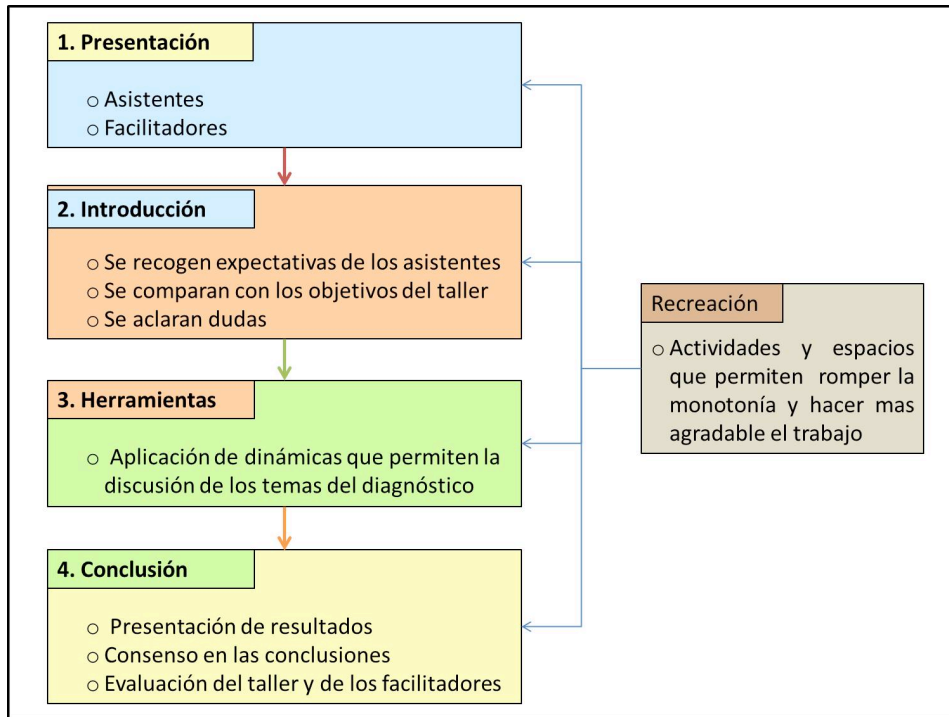 1. Presentación
o Asistentes
o Facilitadores
2. Introducción
o Se recogen expectativas de los asistentes
o Se comparan con los objetivos del taller
o Se aclaran dudas
3. Herramientas
o Aplicación de dinámicas que permiten la
discusión de los temas del diagnóstico
4. Conclusión
o Presentación de resultados
o Consenso en las conclusiones
o Evaluación del taller y de los facilitadores
Recreación
o Actividades y espacios
que permiten romper la
monotonía y hacer mas
agradable el trabajo